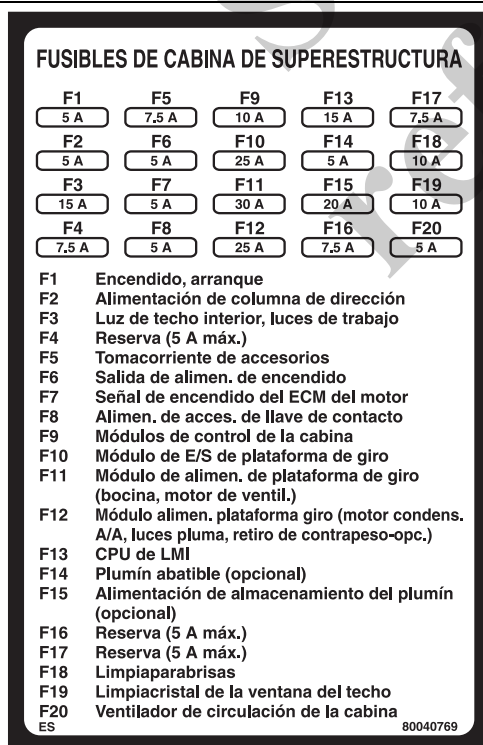 FUSIBLES DE CABINA DE SUPERESTRUCTURA
F1 F5 F9 F13 F17
5 A 7.5 A 10 A 15 A 7.5 A
F2 F6 F10 F14 F18
5 A 5 A 25 A 5 A 10 A
F3 F7 F11 F15 F19
15 A 5 A 30 A 20 A 10 A
F4 F8 F12 F16 F20
7.5 A 5 A 25 A 7.5 A 5 A
F1 Encendido, arranque
F2 Alimentación de columna de dirección
F3 Luz de techo interior, luces de trabajo
F4 Reserva (5 A máx.)
F5 Tomacorriente de accesorios
F6 Salida de alimen. de encendido
F7 Señal de encendido del ECM del motor
F8 Alimen. de acces. de llave de contacto
F9 Módulos de control de la cabina
F10 Módulo de E/S de plataforma de giro
F11 Módulo de alimen. de plataforma de giro
(bocina, motor de ventil.)
F12 Módulo alimen. plataforma giro (motor condens.
A/A, luces pluma, retiro de contrapeso-opc.)
F13 CPU de LMI
F14 Plumín abatible (opcional)
F15 Alimentación de almacenamiento del plumín
(opcional)
F16 Reserva (5 A máx.)
F17 Reserva (5 A máx.)
F18 Limpiaparabrisas
F19 Limpiacristal de la ventana del techo
F20 Ventilador de circulación de la cabina
ES 80040769